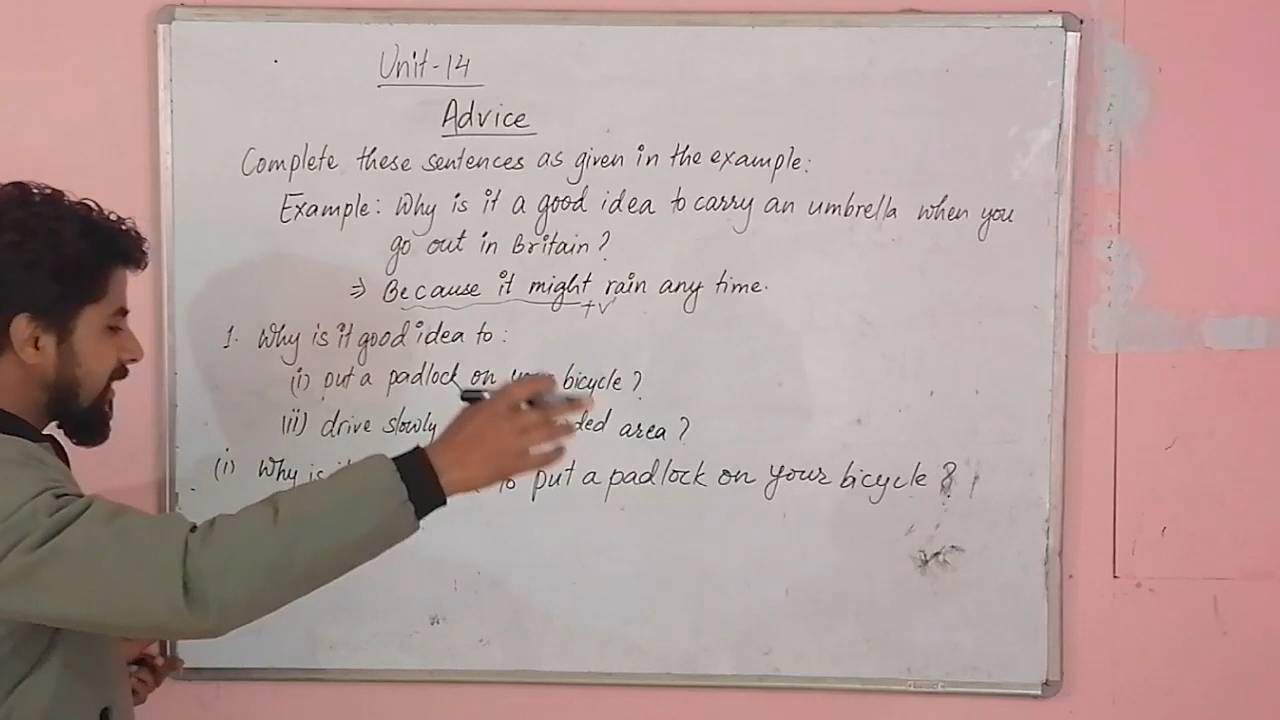 Unit-14
Advice
Complete these sentences as given in the example:
Example: Why is it a good idea to carry an umbrella when you
go out in Britain?
⇒ Because it might rain any time.
+V
1. Why is it good idea to:
(i) put a padlock on your bicycle?
(ii) drive slowly area?
(i) Why is to put a padlock on your bicycle?